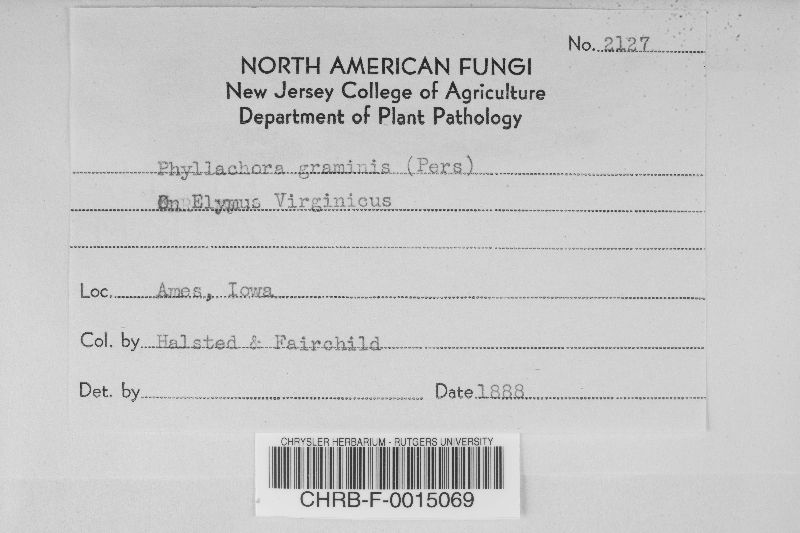 No. 2127
NORTH AMERICAN FUNGI
New Jersey College of Agriculture
Department of Plant Pathology
Phyllachora graminis (Pers)
On Elymus Virginicus
Loc. Ames, Iowa
Col. by Halsted & Fairchild
Det. by
Date 1888
CHRYSLER HERBARIUM - RUTGERS UNIVERSITY
CHRB-F-0015069